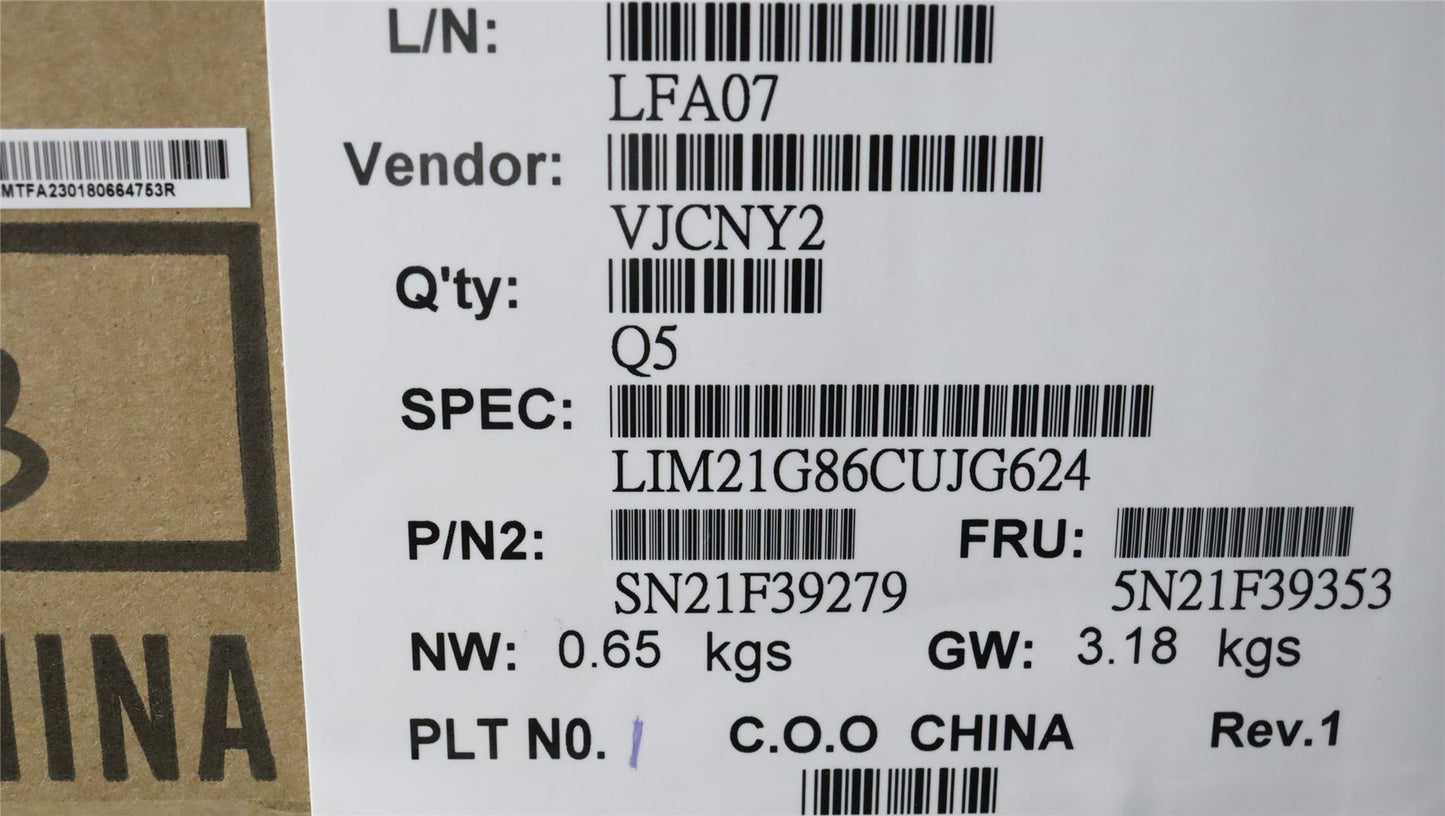 L/N:
LFA07
MTFA230180664753R
Vendor:
VJCNY2
Q'ty:
Q5
SPEC:
LIM21G86CUJG624
P/N2:
SN21F39279
FRU:
5N21F39353
NW: 0.65 kgs GW: 3.18 kgs
PLT N0. 1 C.O.O CHINA Rev.1
HINA